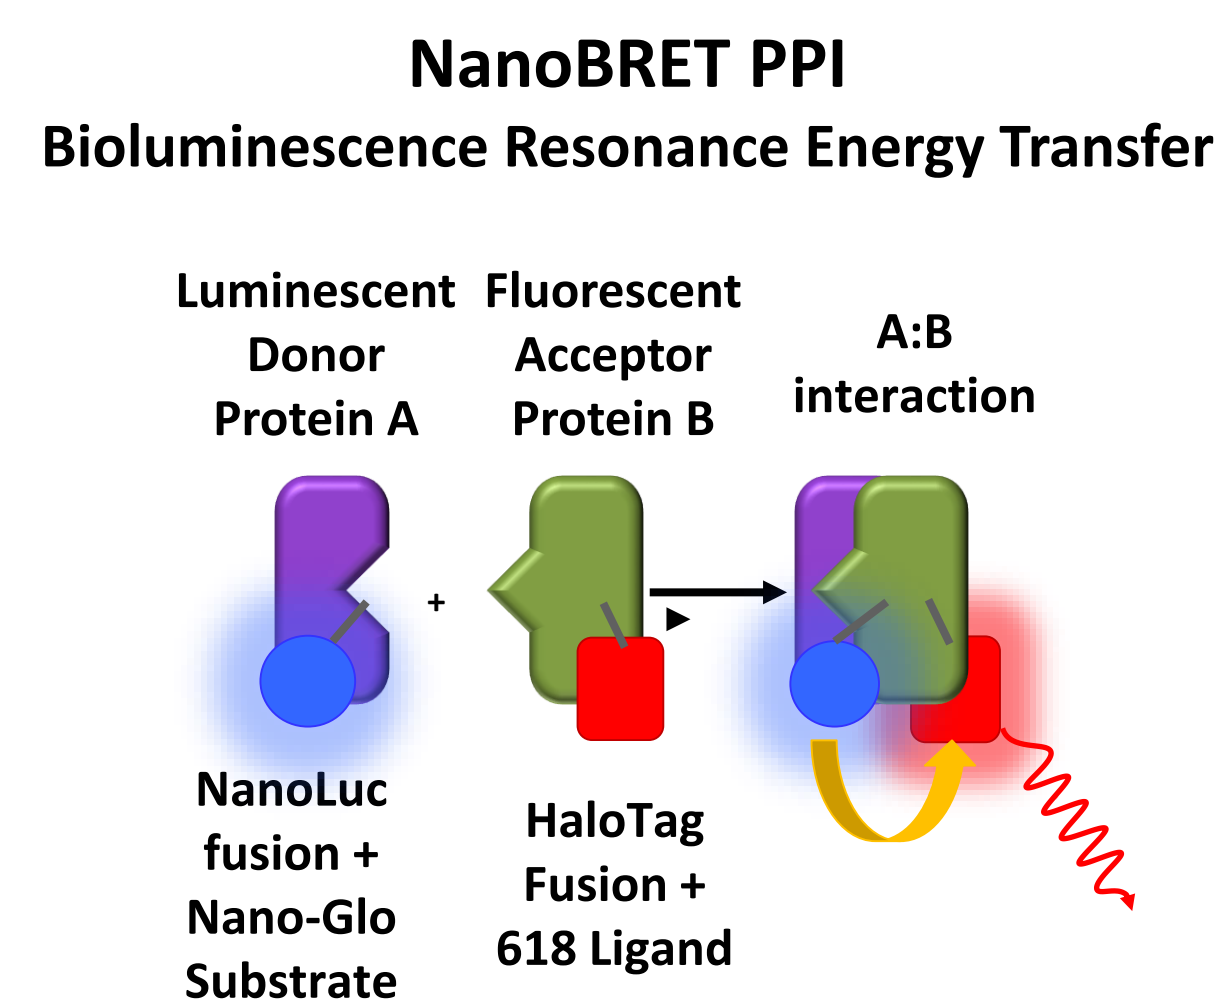 NanoBRET PPI
Bioluminescence Resonance Energy Transfer
Luminescent
Donor
Protein A
Fluorescent
Acceptor
Protein B
A:B
interaction
+
NanoLuc
fusion +
Nano-Glo
Substrate
HaloTag
Fusion +
618 Ligand